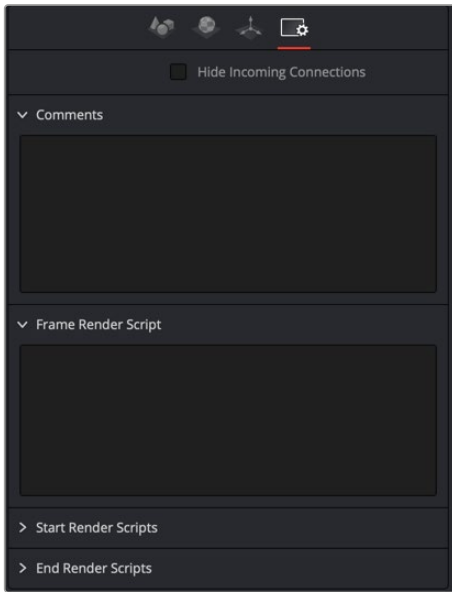 Hide Incoming Connections
Comments
Frame Render Script
Start Render Scripts
End Render Scripts